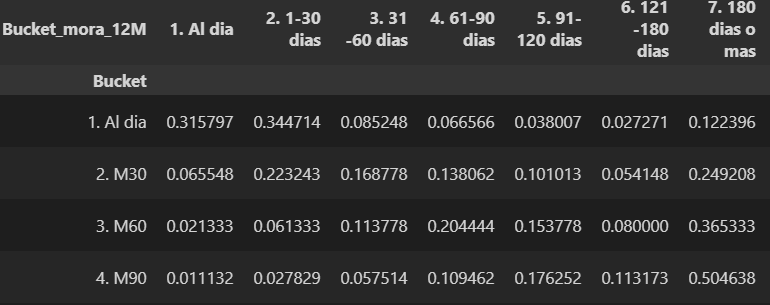 Bucket_mora_12M 1. Al dia 2. 1-30 dias 3. 31 -60 dias 4. 61-90 dias 5. 91- 120 dias 6. 121 -180 dias 7. 180 dias o mas
Bucket
1. Al dia 0.315797 0.344714 0.085248 0.066566 0.038007 0.027271 0.122396
2. M30 0.065548 0.223243 0.168778 0.138062 0.101013 0.054148 0.249208
3. M60 0.021333 0.061333 0.113778 0.204444 0.153778 0.080000 0.365333
4. M90 0.011132 0.027829 0.057514 0.109462 0.176252 0.113173 0.504638